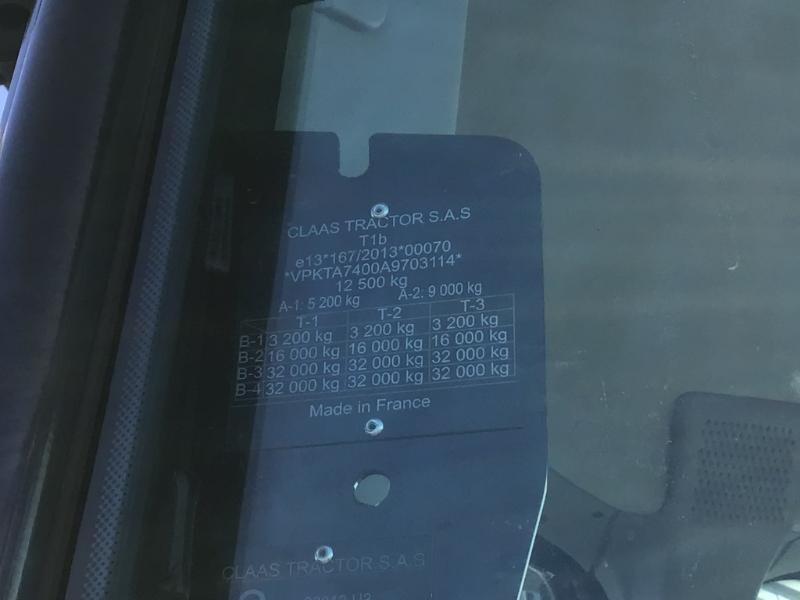 CLAAS TRACTOR S.A.S
T1b
e13*167/2013*00070
*VPKTA7400A9703114*
12 500 kg
A-1: 5 200 kg A-2: 9 000 kg
T-1 T-2 T-3
B-1 3 200 kg 3 200 kg 3 200 kg
B-2 16 000 kg 16 000 kg 16 000 kg
B-3 32 000 kg 32 000 kg 32 000 kg
B-4 32 000 kg 32 000 kg 32 000 kg
Made in France
CLAAS TRACTOR S.A.S